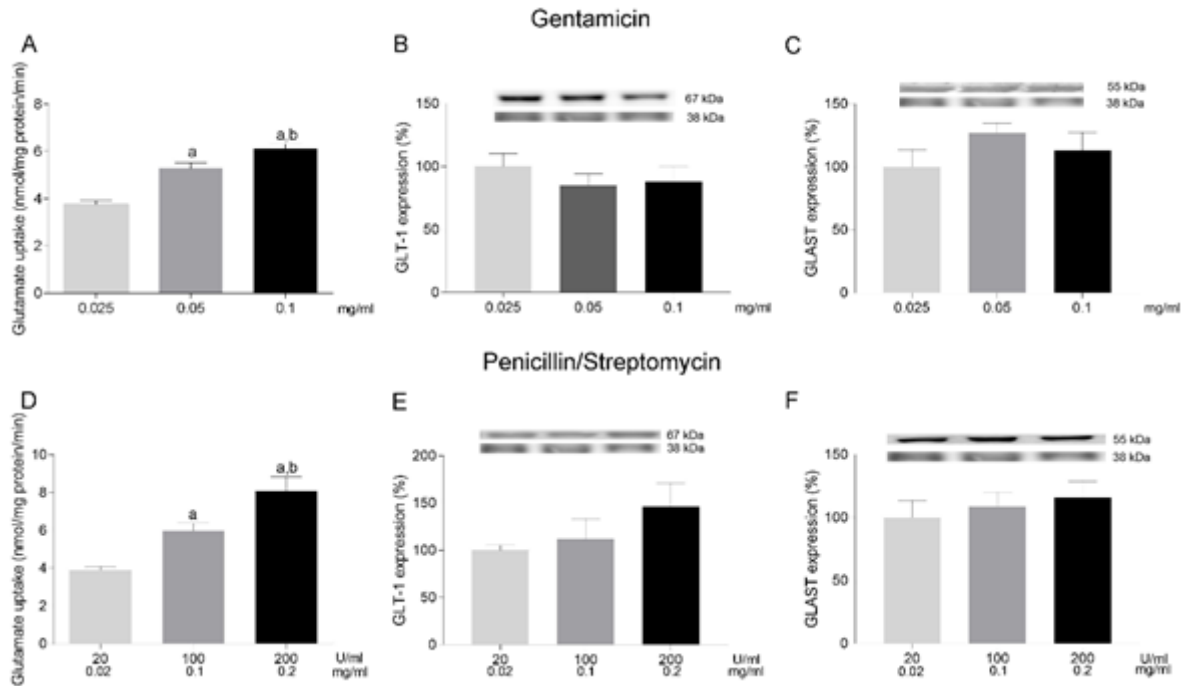 Gentamicin
A
Glutamate uptake (nmol/mg protein/min)
8
6
4
2
0
a
a,b
0.025 0.05 0.1 mg/ml
B
GLT-1 expression (%)
67 kDa
38 kDa
150
100
50
0
0.025 0.05 0.1 mg/ml
C
GLAST expression (%)
55 kDa
38 kDa
150
100
50
0
0.025 0.05 0.1 mg/ml
Penicillin/Streptomycin
D
Glutamate uptake (nmol/mg protein/min)
10
8
6
4
2
0
a
a,b
20 100 200 U/ml
0.02 0.1 0.2 mg/ml
E
GLT-1 expression (%)
67 kDa
38 kDa
200
150
100
50
0
20 100 200 U/ml
0.02 0.1 0.2 mg/ml
F
GLAST expression (%)
55 kDa
38 kDa
150
100
50
0
20 100 200 U/ml
0.02 0.1 0.2 mg/ml